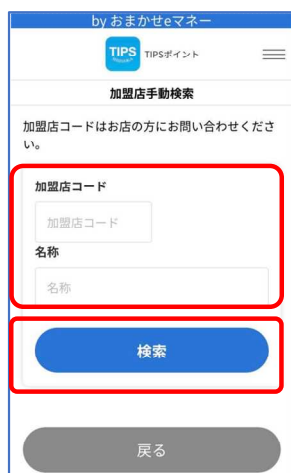 by おまかせeマネー
TIPS
TIPSポイント
加盟店手動検索
加盟店コードはお店の方にお問い合わせくださ
い。
加盟店コード
加盟店コード
名称
名称
検索
戻る